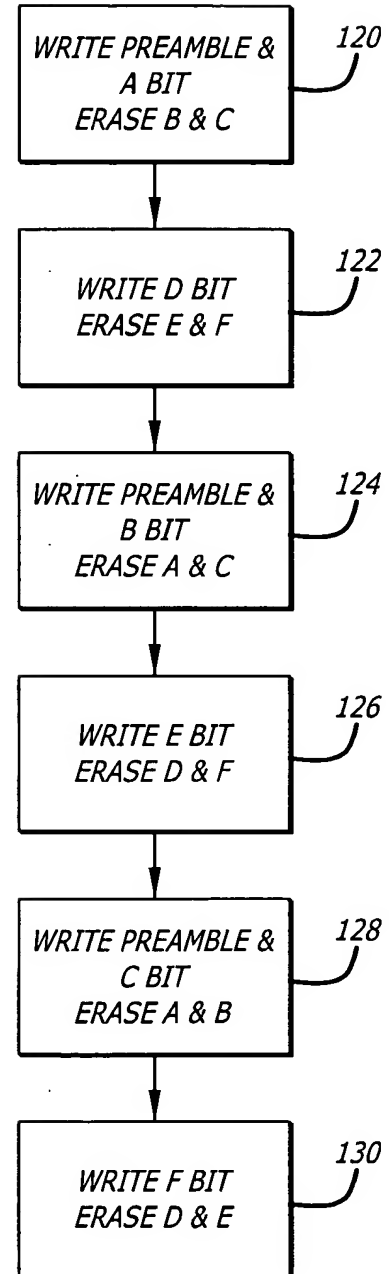 WRITE PREAMBLE &
A BIT
ERASE B & C
120
WRITE D BIT
ERASE E & F
122
WRITE PREAMBLE &
B BIT
ERASE A & C
124
WRITE E BIT
ERASE D & F
126
WRITE PREAMBLE &
C BIT
ERASE A & B
128
WRITE F BIT
ERASE D & E
130